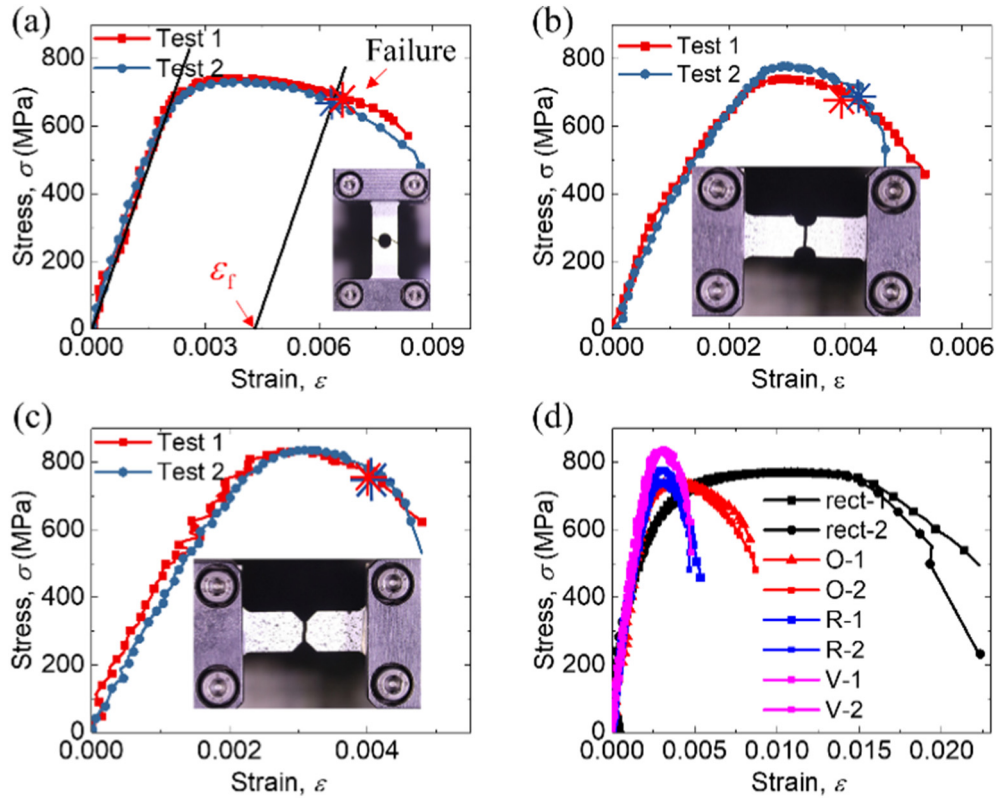 (a)
Test 1
Test 2
Failure
800
600
400
200
0
εf
0.000 0.003 0.006 0.009
Strain, ε
Stress, σ (MPa)
(b)
Test 1
Test 2
800
600
400
200
0
0.000 0.002 0.004 0.006
Strain, ε
Stress, σ (MPa)
(c)
Test 1
Test 2
800
600
400
200
0
0.000 0.002 0.004
Strain, ε
Stress, σ (MPa)
(d)
800
600
400
200
0
rect-1
rect-2
O-1
O-2
R-1
R-2
V-1
V-2
0.000 0.005 0.010 0.015 0.020
Strain, ε
Stress, σ (MPa)